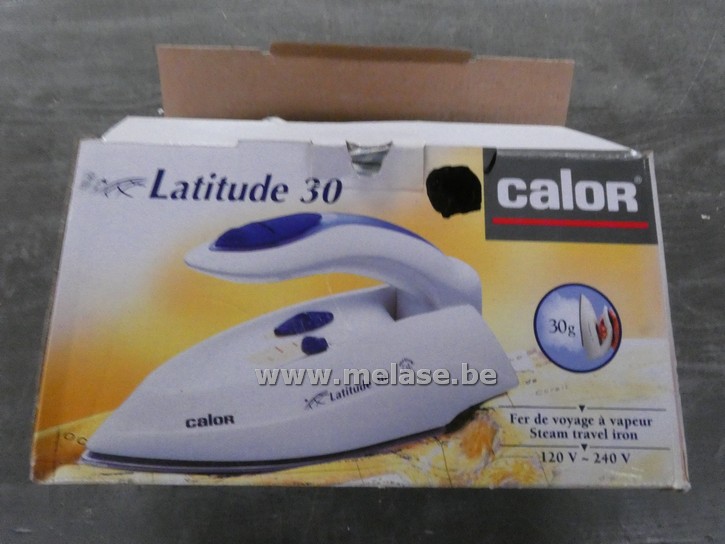 Latitude 30
calor
30g
www.melase.be
Latitude
calor
Fer de voyage à vapeur
Steam travel iron
120 V ~ 240 V